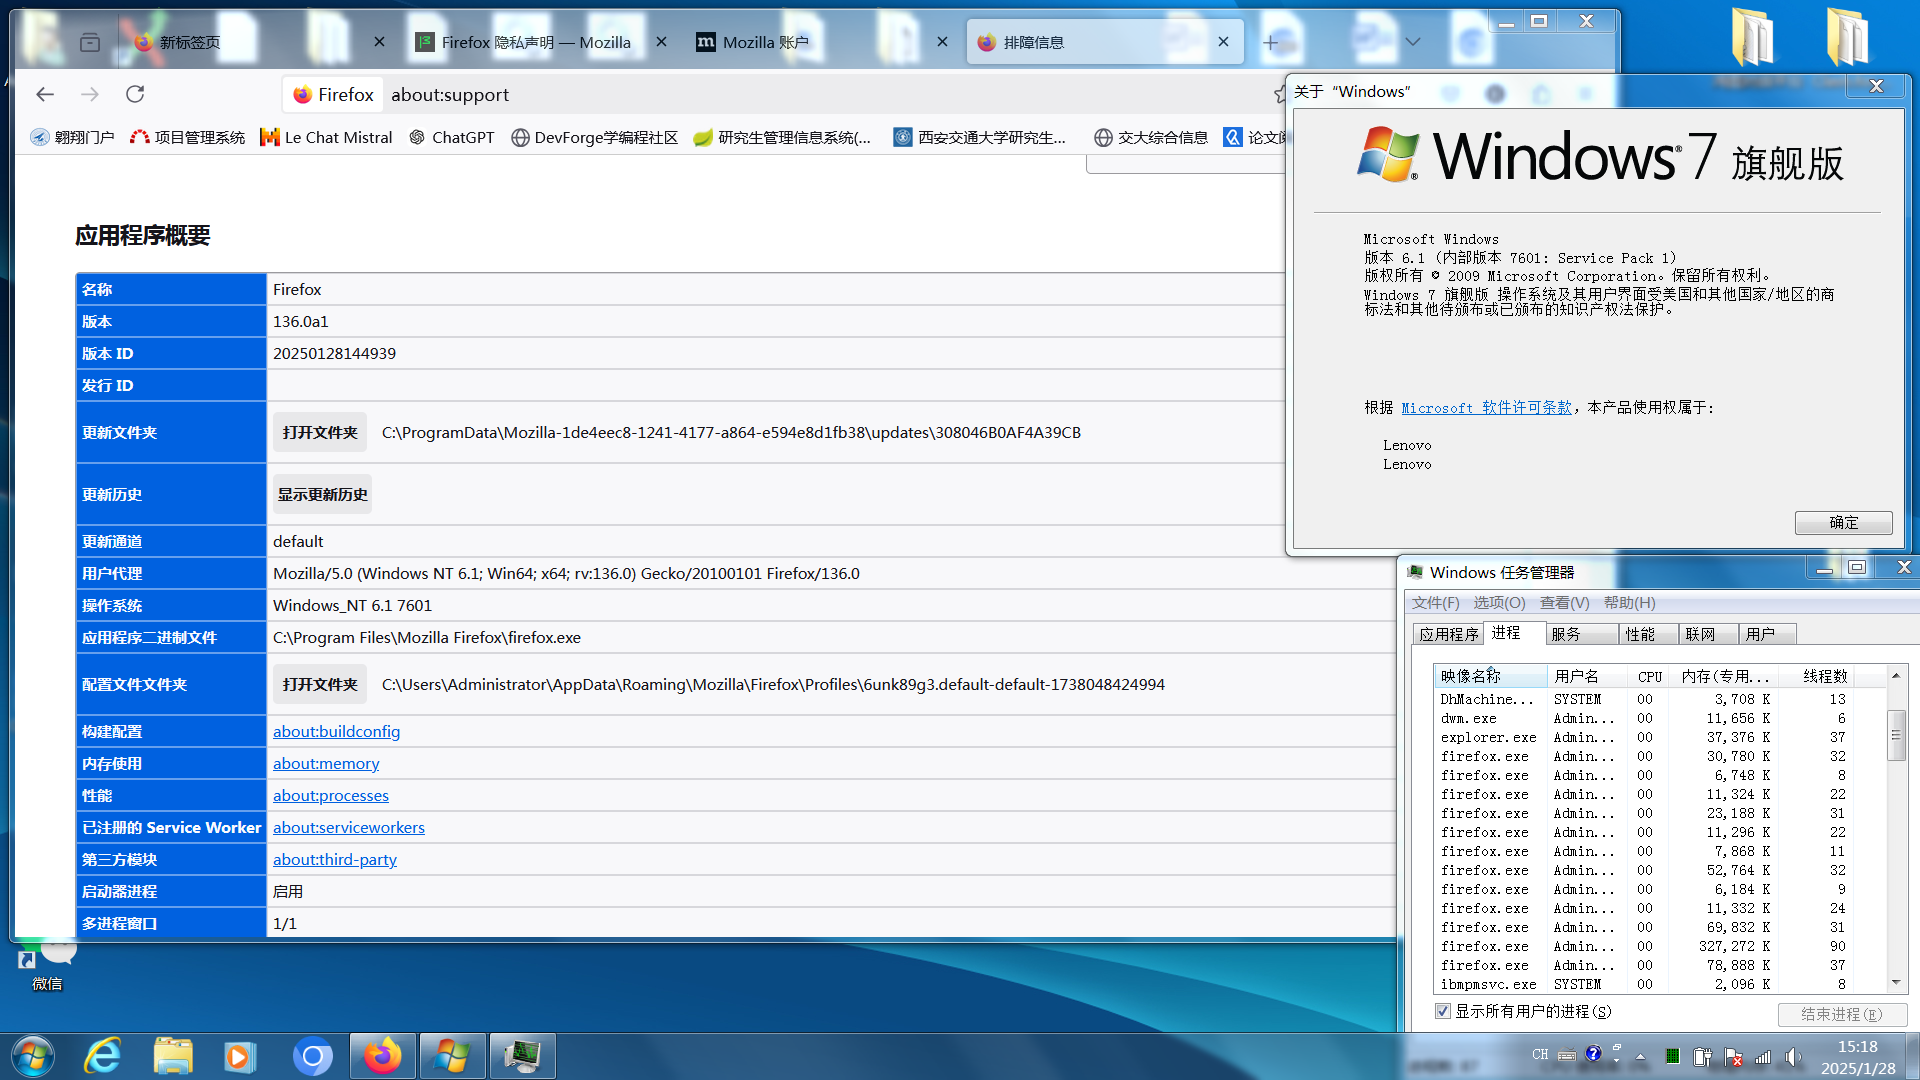 新标签页
Firefox 隐私声明 — Mozilla
Mozilla 账户
排障信息
Firefox
about:support
翱翔门户
项目管理系统
Le Chat Mistral
ChatGPT
DevForge学编程社区
研究生管理信息系统(...
西安交通大学研究生...
交大综合信息
论文阅
应用程序概要
名称 Firefox
版本 136.0a1
版本 ID 20250128144939
发行 ID
更新文件夹 打开文件夹 C:\ProgramData\Mozilla-1de4eec8-1241-4177-a864-e594e8d1fb38\updates\308046B0AF4A39CB
更新历史 显示更新历史
更新通道 default
用户代理 Mozilla/5.0 (Windows NT 6.1; Win64; x64; rv:136.0) Gecko/20100101 Firefox/136.0
操作系统 Windows_NT 6.1 7601
应用程序二进制文件 C:\Program Files\Mozilla Firefox\firefox.exe
配置文件文件夹 打开文件夹 C:\Users\Administrator\AppData\Roaming\Mozilla\Firefox\Profiles\6unk89g3.default-default-1738048424994
构建配置 about:buildconfig
内存使用 about:memory
性能 about:processes
已注册的 Service Worker about:serviceworkers
第三方模块 about:third-party
启动器进程 启用
多进程窗口 1/1
关于 “Windows”
Windows® 7 旗舰版
Microsoft Windows
版本 6.1 (内部版本 7601: Service Pack 1)
版权所有 © 2009 Microsoft Corporation。保留所有权利。
Windows 7 旗舰版 操作系统及其用户界面受美国和其他国家/地区的商
标法和其他待颁布或已颁布的知识产权法保护。
根据 Microsoft 软件许可条款，本产品使用权属于:
Lenovo
Lenovo
确定
Windows 任务管理器
文件(F) 选项(O) 查看(V) 帮助(H)
应用程序 进程 服务 性能 联网 用户
映像名称 用户名 CPU 内存(专用... 线程数
DhMachine... SYSTEM 00 3,708 K 13
dwm.exe Admin... 00 11,656 K 6
explorer.exe Admin... 00 37,376 K 37
firefox.exe Admin... 00 30,780 K 32
firefox.exe Admin... 00 6,748 K 8
firefox.exe Admin... 00 11,324 K 22
firefox.exe Admin... 00 23,188 K 31
firefox.exe Admin... 00 11,296 K 22
firefox.exe Admin... 00 7,868 K 11
firefox.exe Admin... 00 52,764 K 32
firefox.exe Admin... 00 6,184 K 9
firefox.exe Admin... 00 11,332 K 24
firefox.exe Admin... 00 69,832 K 31
firefox.exe Admin... 00 327,272 K 90
firefox.exe Admin... 00 78,888 K 37
ibmpmsvc.exe SYSTEM 00 2,096 K 8
显示所有用户的进程(S)
结束进程(E)
微信
CH
15:18
2025/1/28